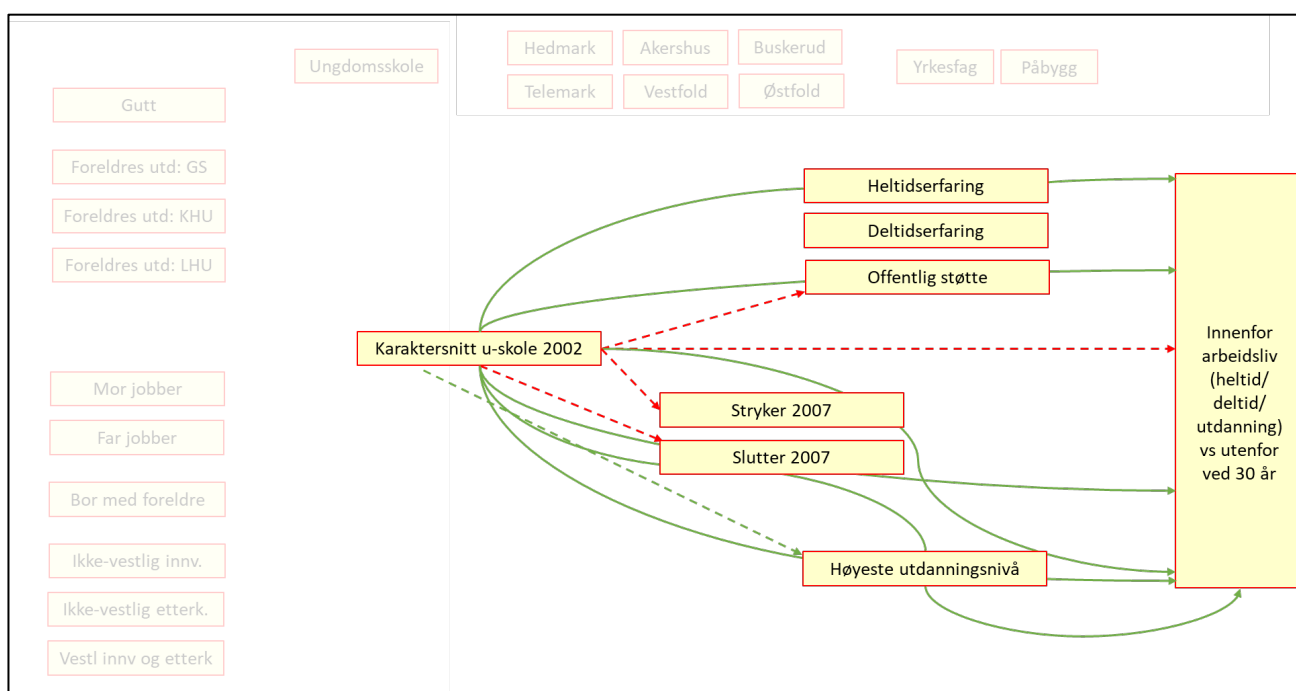 Hedmark
Akershus
Buskerud
Ungdomsskole
Yrkesfag
Påbygg
Telemark
Vestfold
Østfold
Gutt
Foreldres utd: GS
Heltidserfaring
Foreldres utd: KHU
Deltidserfaring
Foreldres utd: LHU
Offentlig støtte
Karaktersnitt u-skole 2002
Innenfor
arbeidsliv
(heltid/
deltid/
utdanning)
vs utenfor
ved 30 år
Mor jobber
Stryker 2007
Far jobber
Slutter 2007
Bor med foreldre
Ikke-vestlig innv.
Høyeste utdanningsnivå
Ikke-vestlig etterk.
Vestl innv og etterk